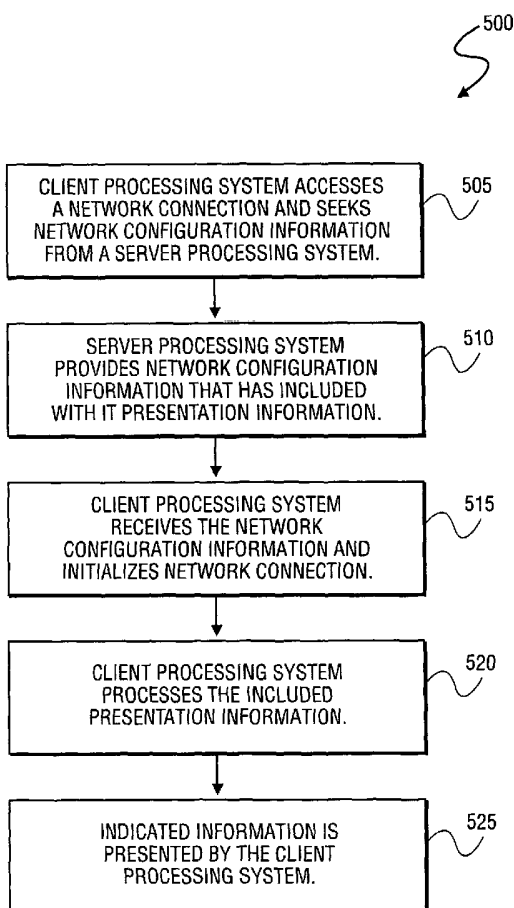 500
CLIENT PROCESSING SYSTEM ACCESSES
A NETWORK CONNECTION AND SEEKS
NETWORK CONFIGURATION INFORMATION
FROM A SERVER PROCESSING SYSTEM.
505
SERVER PROCESSING SYSTEM
PROVIDES NETWORK CONFIGURATION
INFORMATION THAT HAS INCLUDED
WITH IT PRESENTATION INFORMATION.
510
CLIENT PROCESSING SYSTEM
RECEIVES THE NETWORK
CONFIGURATION INFORMATION AND
INITIALIZES NETWORK CONNECTION.
515
CLIENT PROCESSING SYSTEM
PROCESSES THE INCLUDED
PRESENTATION INFORMATION.
520
INDICATED INFORMATION IS
PRESENTED BY THE CLIENT
PROCESSING SYSTEM.
525